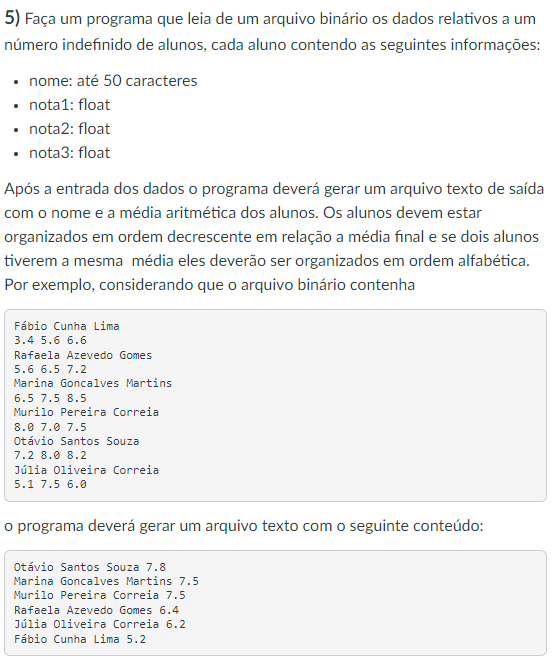 5) Faça um programa que leia de um arquivo binário os dados relativos a um
número indefinido de alunos, cada aluno contendo as seguintes informações:
• nome: até 50 caracteres
• nota1: float
• nota2: float
• nota3: float
Após a entrada dos dados o programa deverá gerar um arquivo texto de saída
com o nome e a média aritmética dos alunos. Os alunos devem estar
organizados em ordem decrescente em relação a média final e se dois alunos
tiverem a mesma média eles deverão ser organizados em ordem alfabética.
Por exemplo, considerando que o arquivo binário contenha
Fábio Cunha Lima
3.4 5.6 6.6
Rafaela Azevedo Gomes
5.6 6.5 7.2
Marina Goncalves Martins
6.5 7.5 8.5
Murilo Pereira Correia
8.0 7.0 7.5
Otávio Santos Souza
7.2 8.0 8.2
Júlia Oliveira Correia
5.1 7.5 6.0
o programa deverá gerar um arquivo texto com o seguinte conteúdo:
Otávio Santos Souza 7.8
Marina Goncalves Martins 7.5
Murilo Pereira Correia 7.5
Rafaela Azevedo Gomes 6.4
Júlia Oliveira Correia 6.2
Fábio Cunha Lima 5.2